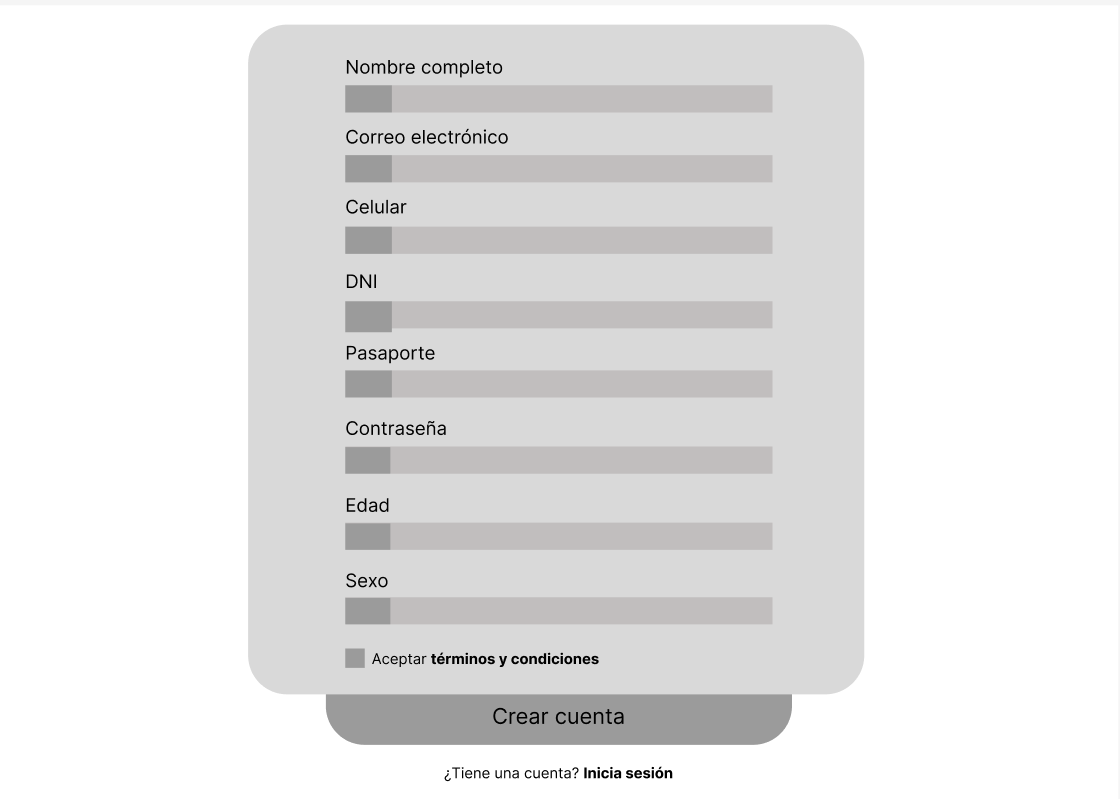 Nombre completo
Correo electrónico
Celular
DNI
Pasaporte
Contraseña
Edad
Sexo
Aceptar términos y condiciones
Crear cuenta
¿Tiene una cuenta? Inicia sesión